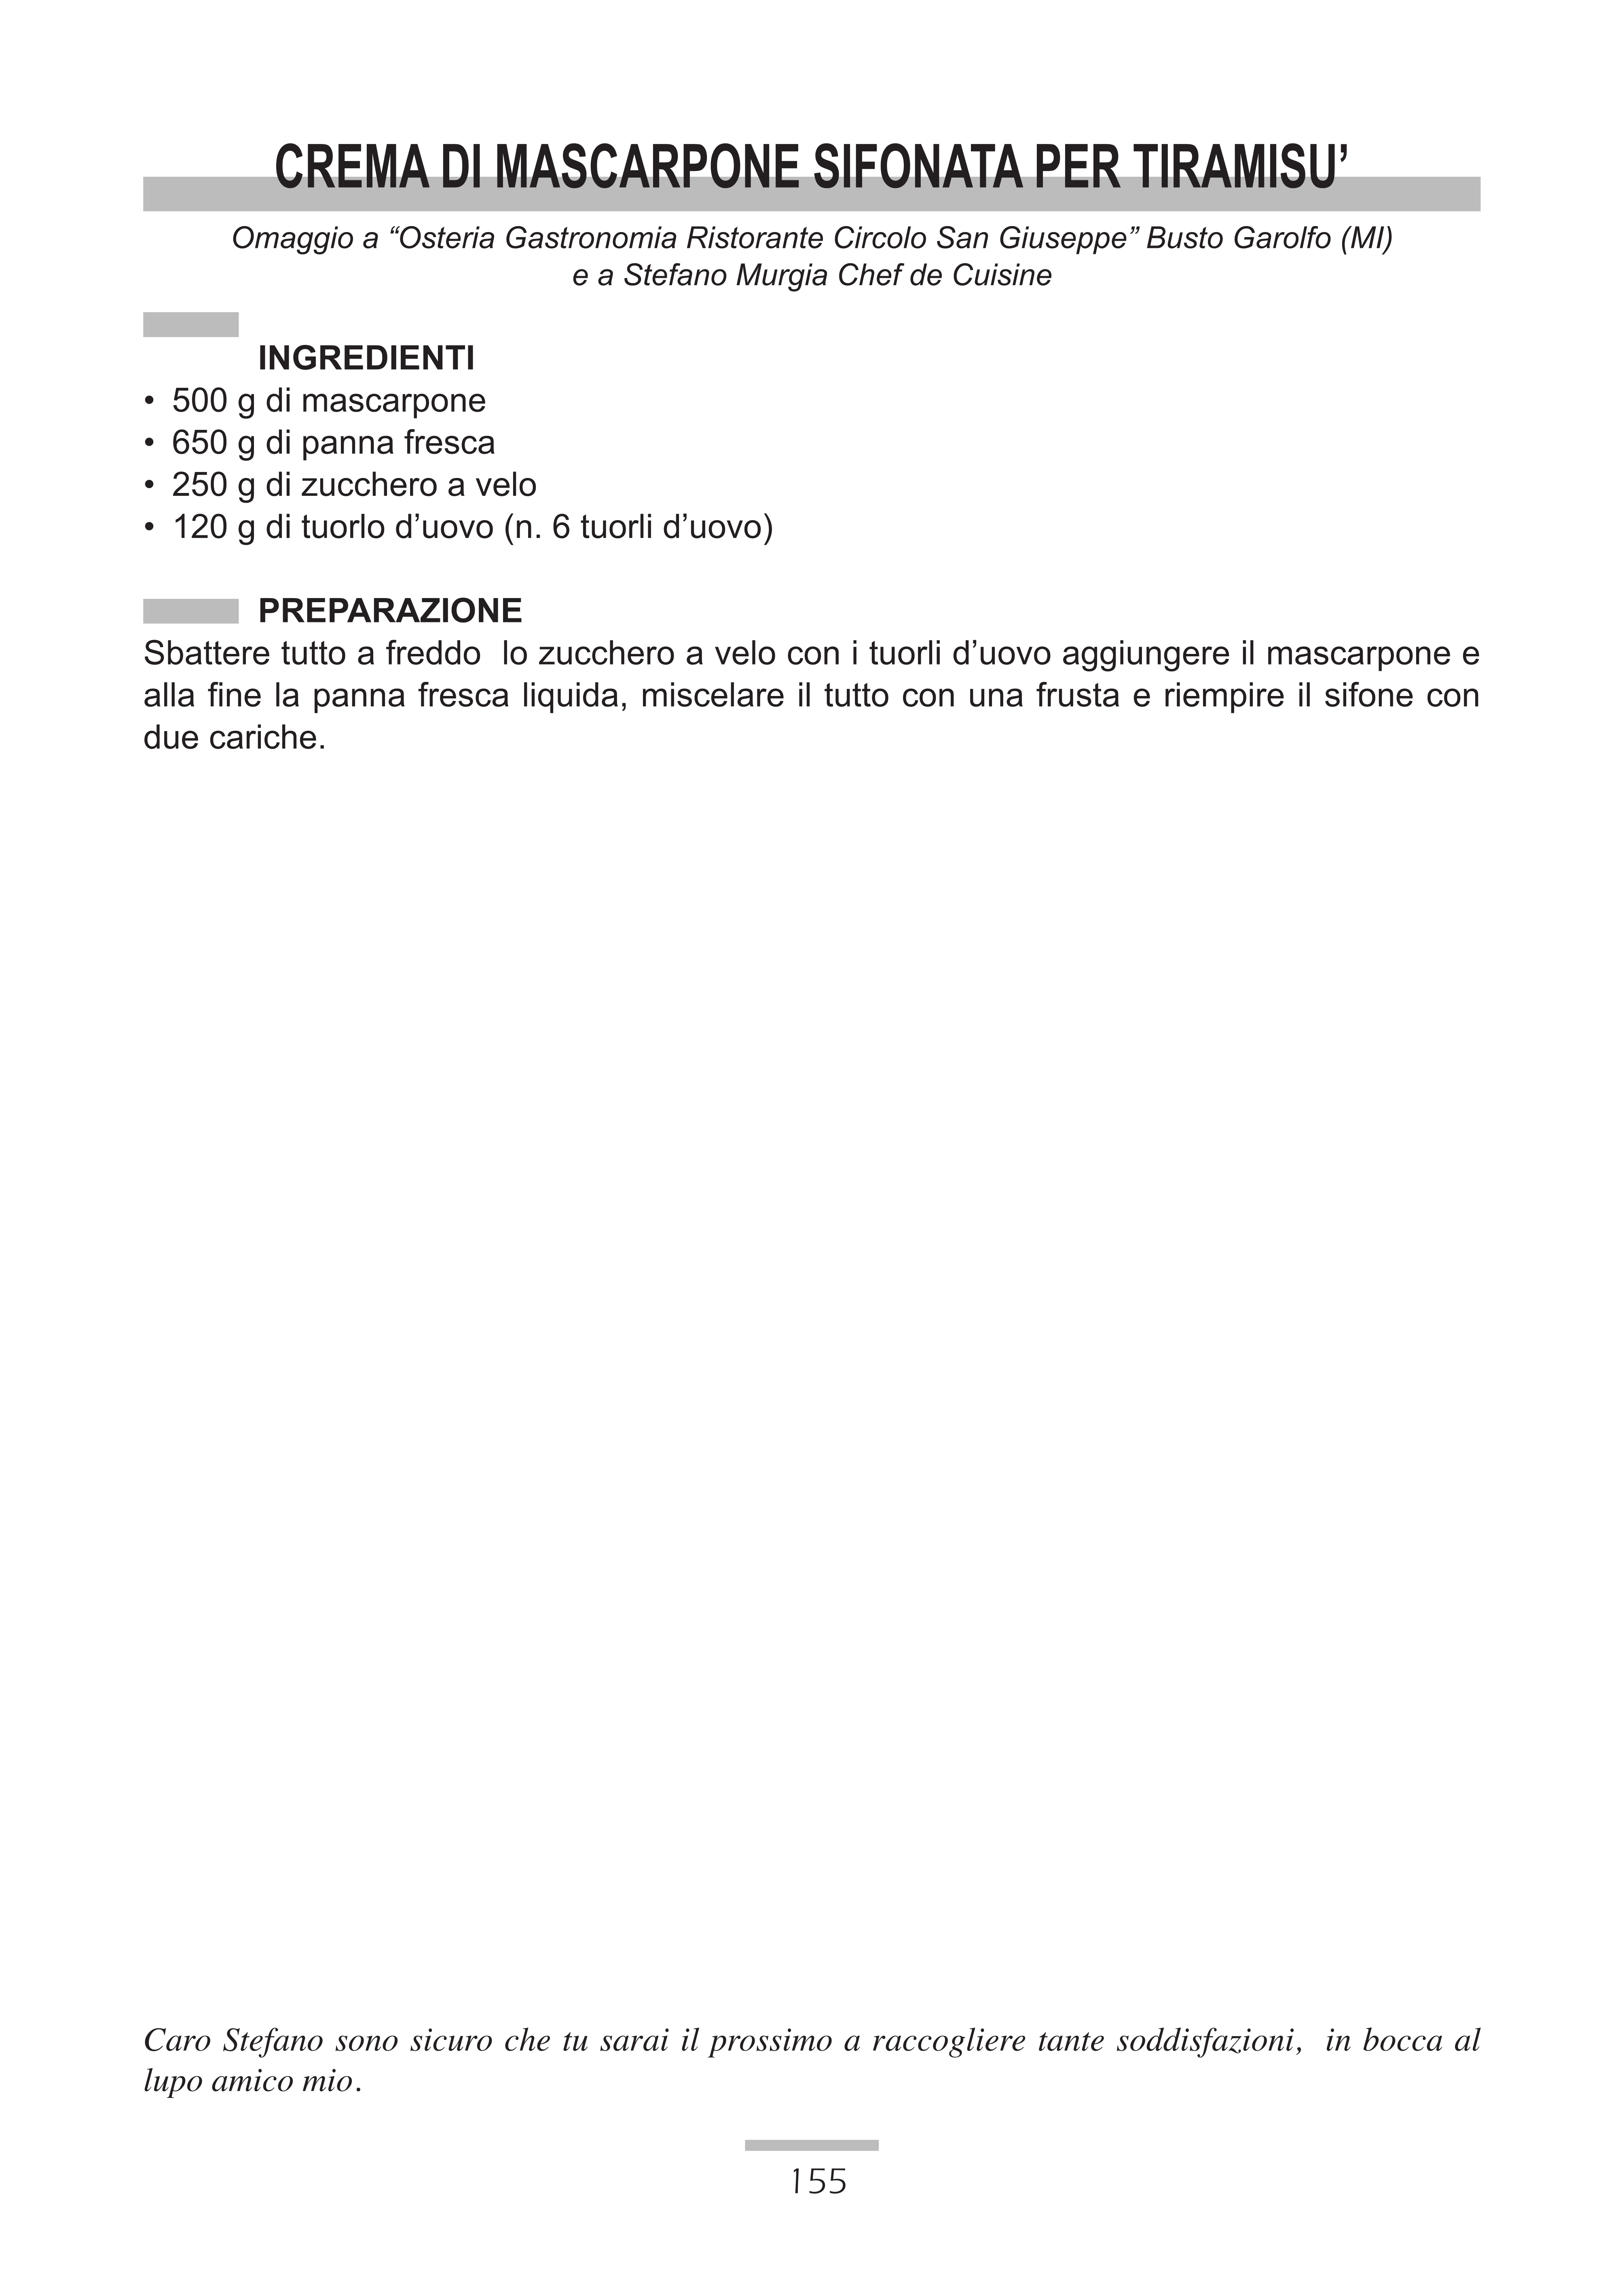 CREMA DI MASCARPONE SIFONATA PER TIRAMISU’
Omaggio a “Osteria Gastronomia Ristorante Circolo San Giuseppe” Busto Garolfo (MI)
e a Stefano Murgia Chef de Cuisine
INGREDIENTI
• 500 g di mascarpone
• 650 g di panna fresca
• 250 g di zucchero a velo
• 120 g di tuorlo d’uovo (n. 6 tuorli d’uovo)
PREPARAZIONE
Sbattere tutto a freddo  lo zucchero a velo con i tuorli d’uovo aggiungere il mascarpone e
alla fine la panna fresca liquida, miscelare il tutto con una frusta e riempire il sifone con
due cariche.
Caro Stefano sono sicuro che tu sarai il prossimo a raccogliere tante soddisfazioni,  in bocca al
lupo amico mio.
155